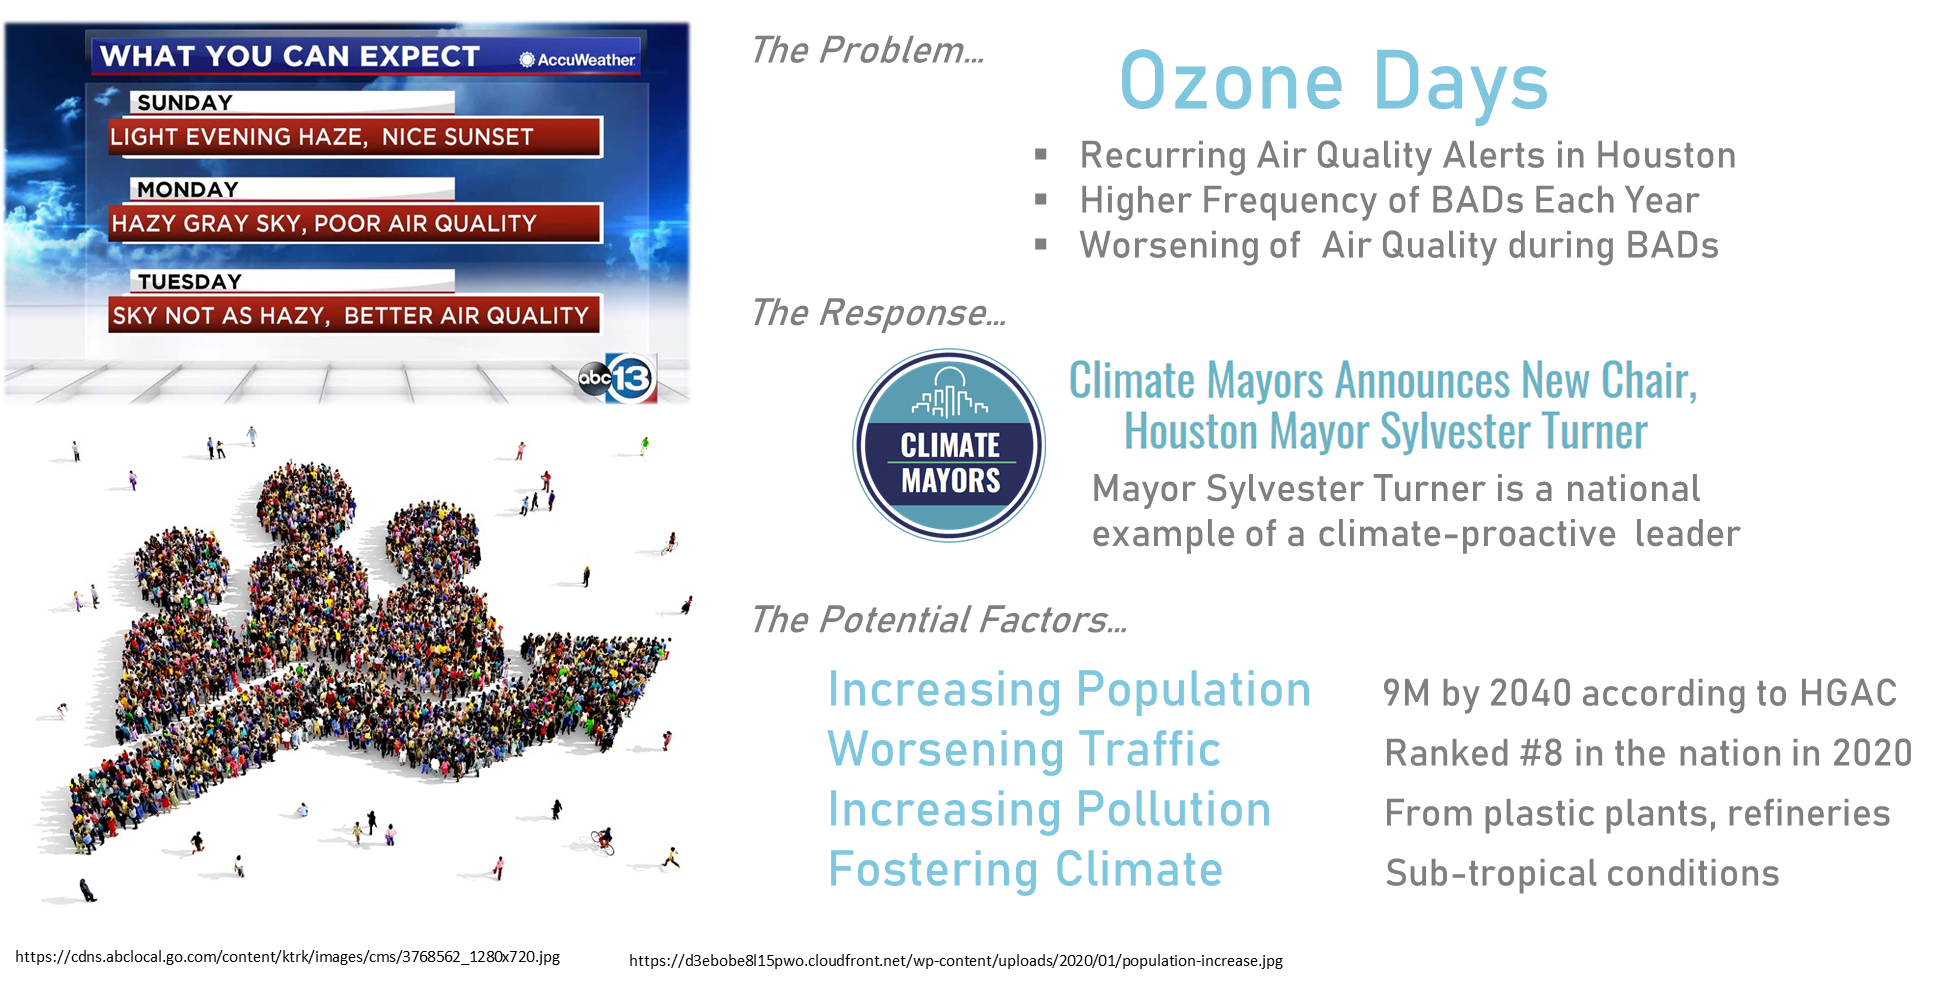 WHAT YOU CAN EXPECT AccuWeather
SUNDAY
LIGHT EVENING HAZE, NICE SUNSET
MONDAY
HAZY GRAY SKY, POOR AIR QUALITY
TUESDAY
SKY NOT AS HAZY, BETTER AIR QUALITY
abc 13
The Problem...
Ozone Days
▪ Recurring Air Quality Alerts in Houston
▪ Higher Frequency of BADs Each Year
▪ Worsening of Air Quality during BADs
The Response...
CLIMATE
MAYORS
Climate Mayors Announces New Chair,
Houston Mayor Sylvester Turner
Mayor Sylvester Turner is a national
example of a climate-proactive leader
The Potential Factors...
Increasing Population 9M by 2040 according to HGAC
Worsening Traffic Ranked #8 in the nation in 2020
Increasing Pollution From plastic plants, refineries
Fostering Climate Sub-tropical conditions
https://cdns.abclocal.go.com/content/ktrk/images/cms/3768562_1280x720.jpg
https://d3ebobe8l15pwo.cloudfront.net/wp-content/uploads/2020/01/population-increase.jpg